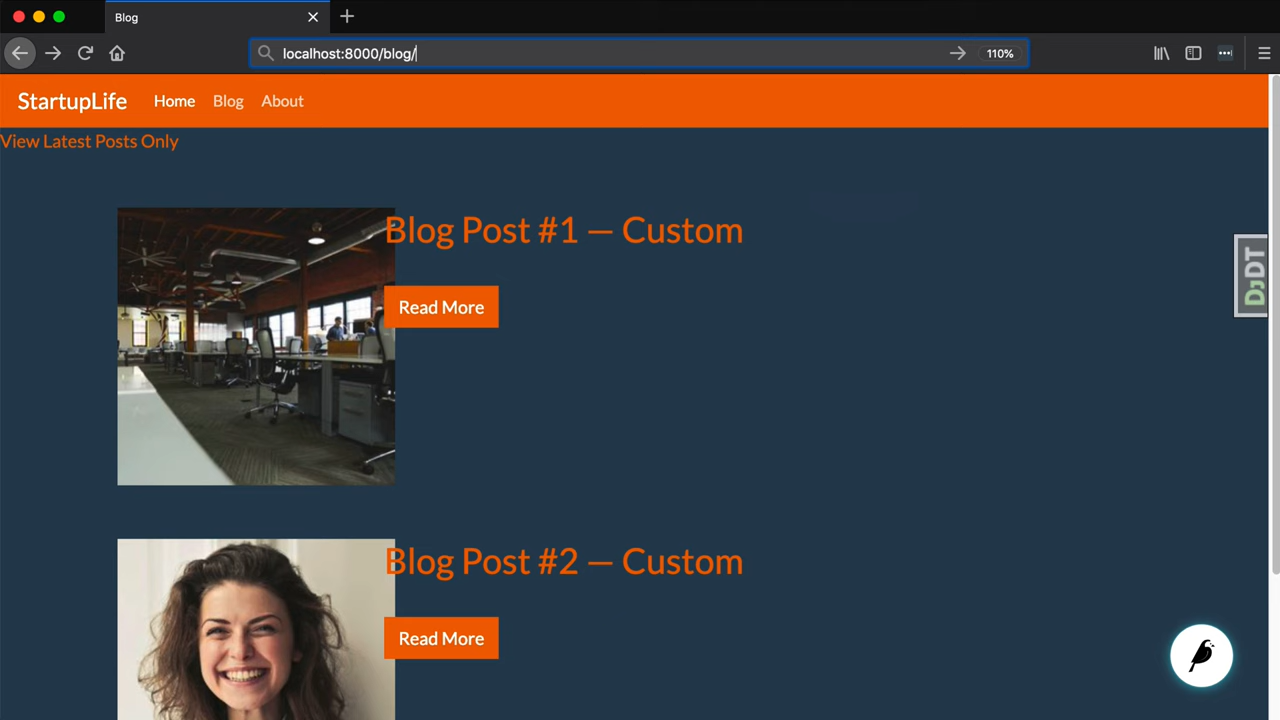 Blog
localhost:8000/blog/
110%
StartupLife Home Blog About
View Latest Posts Only
Blog Post #1 — Custom
Read More
DjDT
Blog Post #2 — Custom
Read More